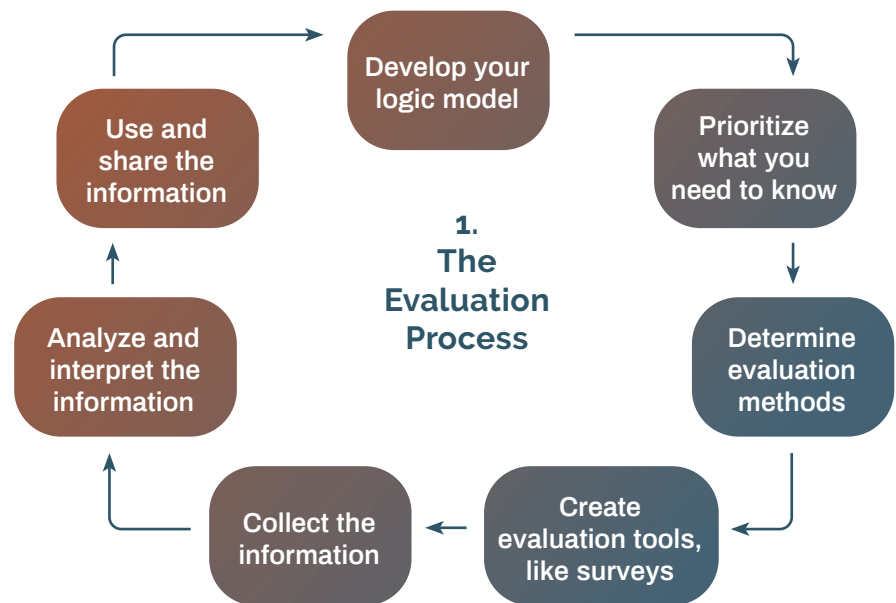 Develop your
logic model
Prioritize
what you
need to know
Determine
evaluation
methods
Create
evaluation tools,
like surveys
Collect the
information
Analyze and
interpret the
information
Use and
share the
information
1.
The
Evaluation
Process